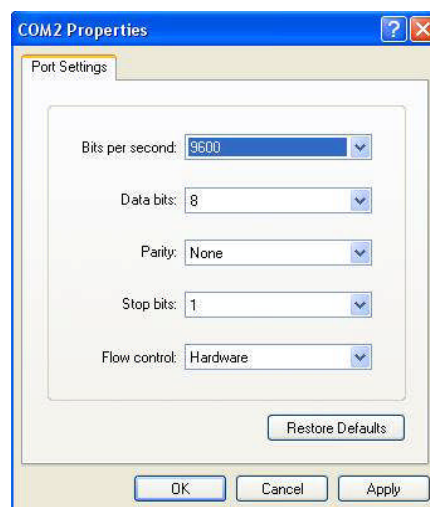 COM2 Properties
Port Settings
Bits per second: 9600
Data bits: 8
Parity: None
Stop bits: 1
Flow control: Hardware
Restore Defaults
OK Cancel Apply